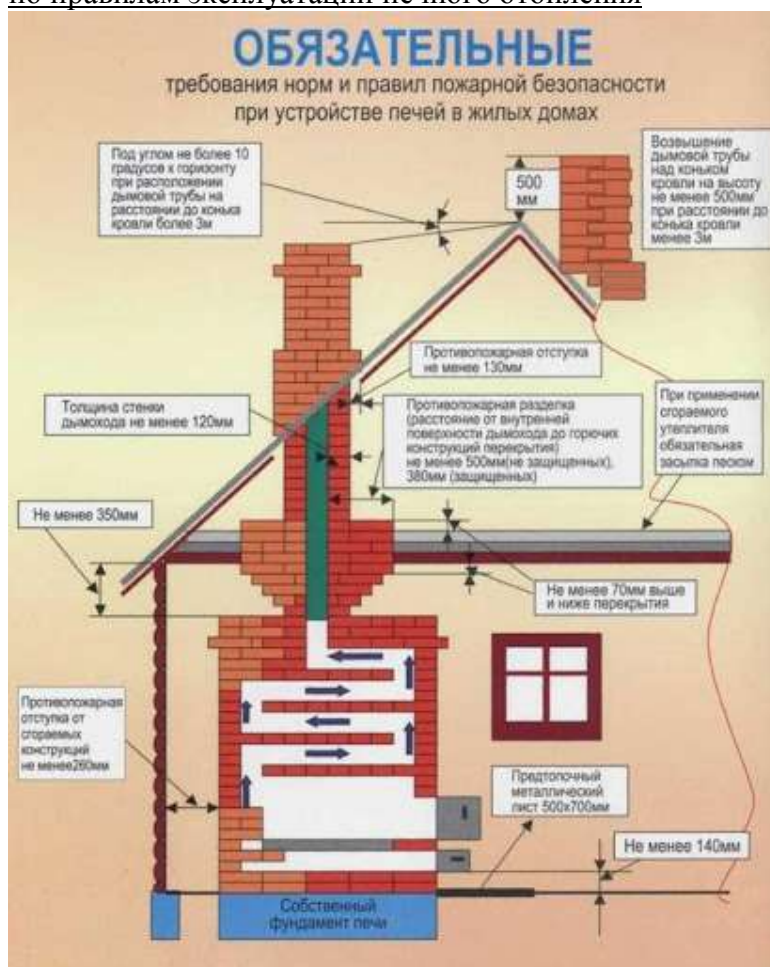 по правилам эксплуатации печного отопления
ОБЯЗАТЕЛЬНЫЕ
требования норм и правил пожарной безопасности
при устройстве печей в жилых домах
Под углом не более 10
градусов к горизонту
при расположении
дымовой трубы на
расстоянии до конька
кровли более 3м
500
мм
Возвышение
дымовой трубы
над коньком
кровли на высоту
не менее 500мм
при расстоянии до
конька кровли
менее 3м
Противопожарная отступка
не менее 130мм
Толщина стенки
дымохода не менее 120мм
Противопожарная разделка
(расстояние от внутренней
поверхности дымохода до горючих
конструкций перекрытия)
не менее 500мм(не защищенных),
380мм (защищенных)
При применении
сгораемого
утеплителя
обязательная
засыпка песком
Не менее 350мм
Не менее 70мм выше
и ниже перекрытия
Противопожарная
отступка от
сгораемых
конструкций
не менее260мм
Предтопочный
металлический
лист 500х700мм
Не менее 140мм
Собственный
фундамент печи